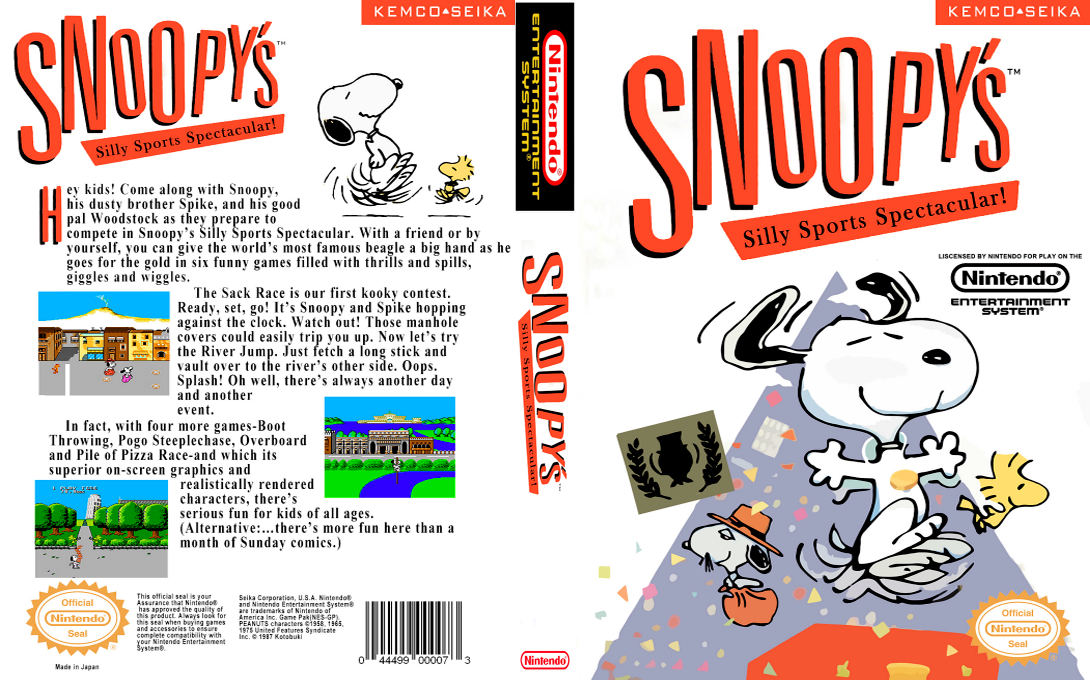 KEMCO▲SEIKA
SNOOPY'S™
Silly Sports Spectacular!
Hey kids! Come along with Snoopy,
his dusty brother Spike, and his good
pal Woodstock as they prepare to
compete in Snoopy's Silly Sports Spectacular. With a friend or by
yourself, you can give the world's most famous beagle a big hand as he
goes for the gold in six funny games filled with thrills and spills,
giggles and wiggles.
The Sack Race is our first kooky contest.
Ready, set, go! It's Snoopy and Spike hopping
against the clock. Watch out! Those manhole
covers could easily trip you up. Now let's try
the River Jump. Just fetch a long stick and
vault over to the river's other side. Oops.
Splash! Oh well, there's always another day
and another
event.
In fact, with four more games-Boot
Throwing, Pogo Steeplechase, Overboard
and Pile of Pizza Race-and which its
superior on-screen graphics and
realistically rendered
characters, there's
serious fun for kids of all ages.
(Alternative:...there's more fun here than a
month of Sunday comics.)
Official
Nintendo®
Seal
Made in Japan
This official seal is your
Assurance that Nintendo®
has approved the quality of
this product. Always look for
this seal when buying games
and accessories to ensure
complete compatibility with
your Nintendo Entertainment
System®.
Seika Corporation, U.S.A. Nintendo®
and Nintendo Entertainment System®
are trademarks of Nintendo of
America Inc. Game Pak(NES-GP).
PEANUTS characters ©1958, 1965,
1975 United Features Syndicate
Inc. © 1987 Kotobuki
0 44499 00007 3
Nintendo®
ENTERTAINMENT
SYSTEM®
SNOOPY'S™
Silly Sports Spectacular!
Nintendo
KEMCO▲SEIKA
SNOOPY'S™
Silly Sports Spectacular!
LISCENSED BY NINTENDO FOR PLAY ON THE
Nintendo®
ENTERTAINMENT
SYSTEM®
Official
Nintendo®
Seal